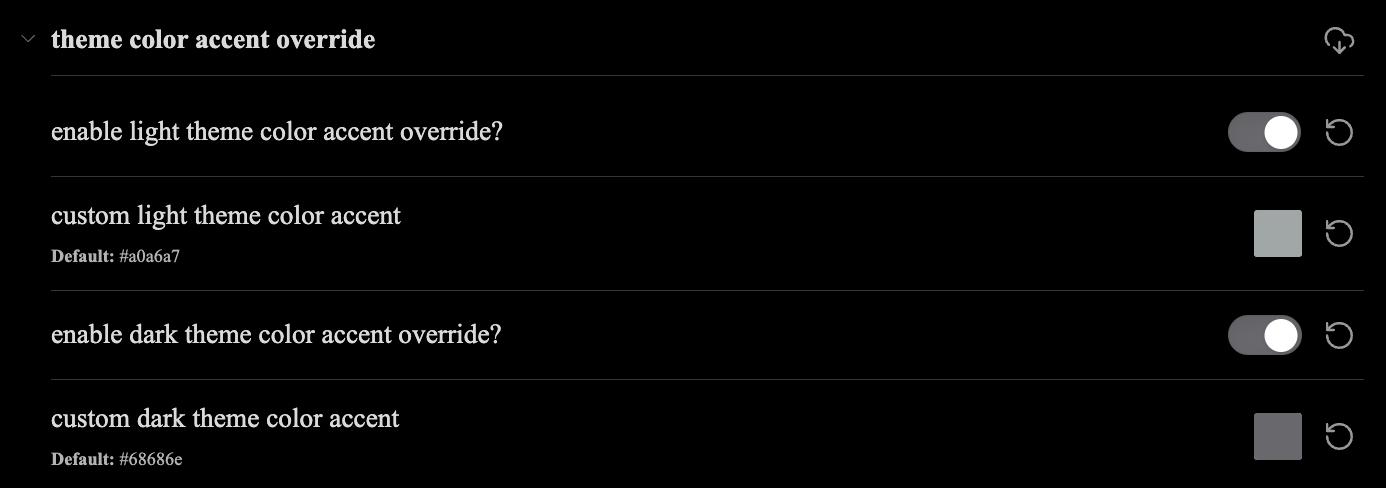 theme color accent override
enable light theme color accent override?
custom light theme color accent
Default: #a0a6a7
enable dark theme color accent override?
custom dark theme color accent
Default: #68686e